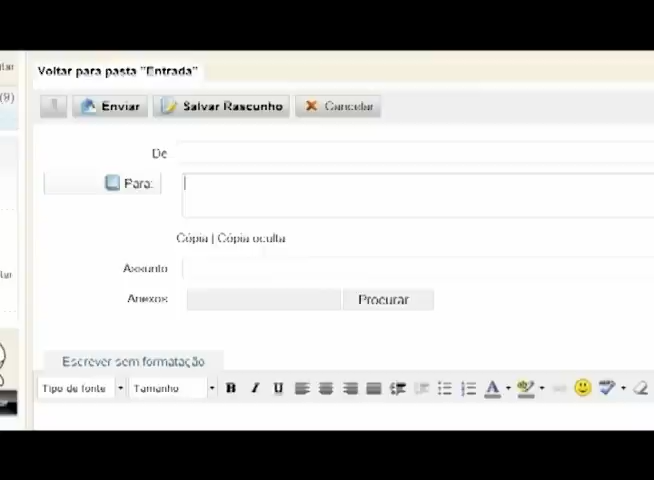 Voltar para pasta "Entrada"
(9)
Enviar Salvar Rascunho Cancelar
De
Para:
Cópia | Cópia oculta
Assunto
Anexos Procurar
Escrever sem formatação
Tipo de fonte Tamanho B I U A